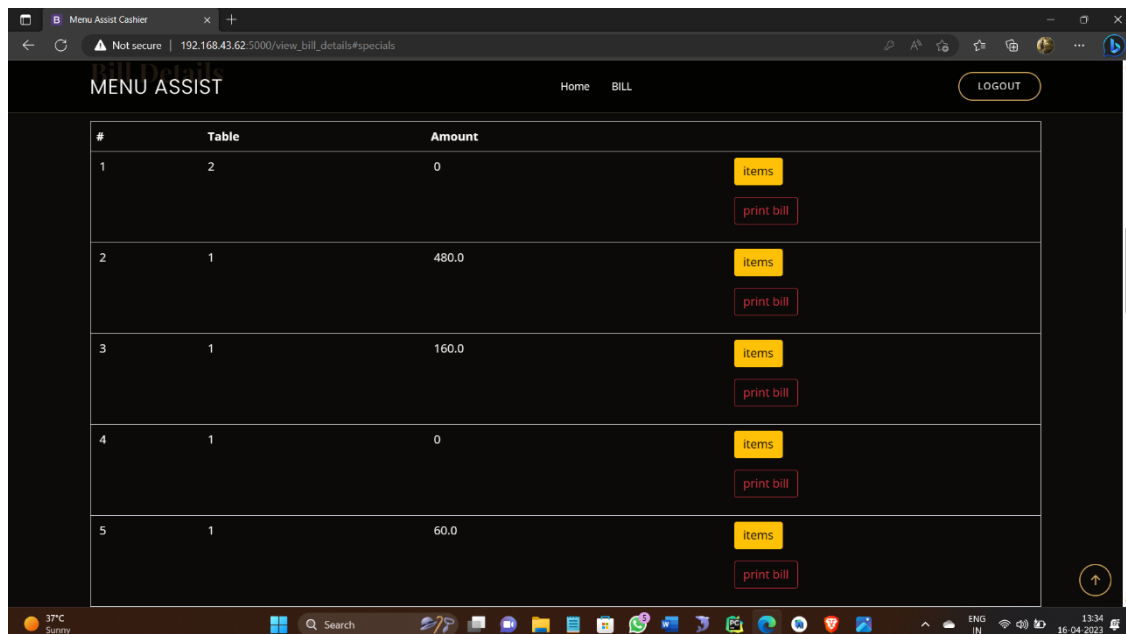 Menu Assist Cashier
Not secure | 192.168.43.62:5000/view_bill_details#specials
Bill Details
MENU ASSIST Home BILL LOGOUT
# Table Amount
1 2 0 items
print bill
2 1 480.0 items
print bill
3 1 160.0 items
print bill
4 1 0 items
print bill
5 1 60.0 items
print bill
37°C
Sunny
Search
ENG
IN
13:34
16-04-2023